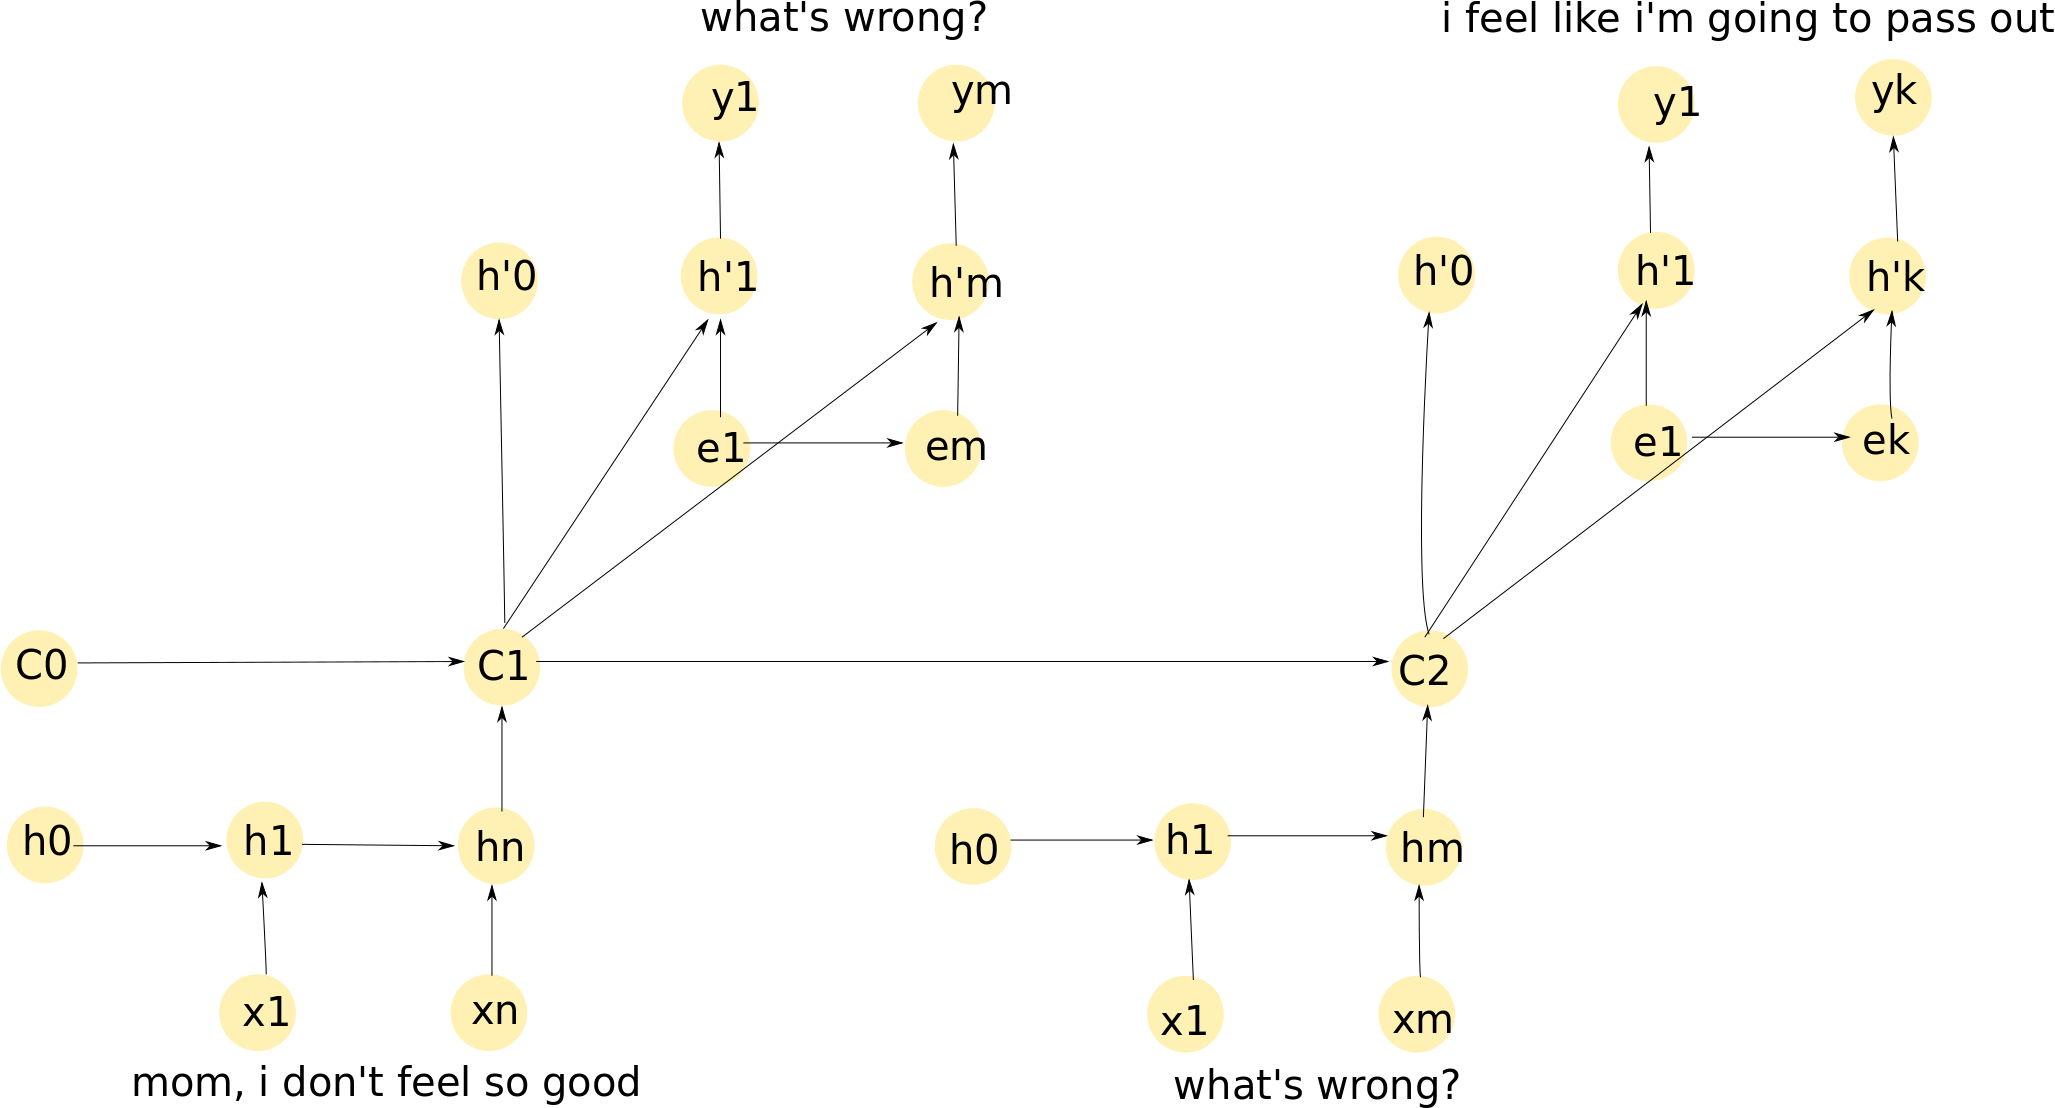 what's wrong?
i feel like i'm going to pass out
y1
ym
y1
yk
h'0
h'1
h'm
h'0
h'1
h'k
e1
em
e1
ek
C0
C1
C2
h0
h1
hn
h0
h1
hm
x1
xn
x1
xm
mom, i don't feel so good
what's wrong?